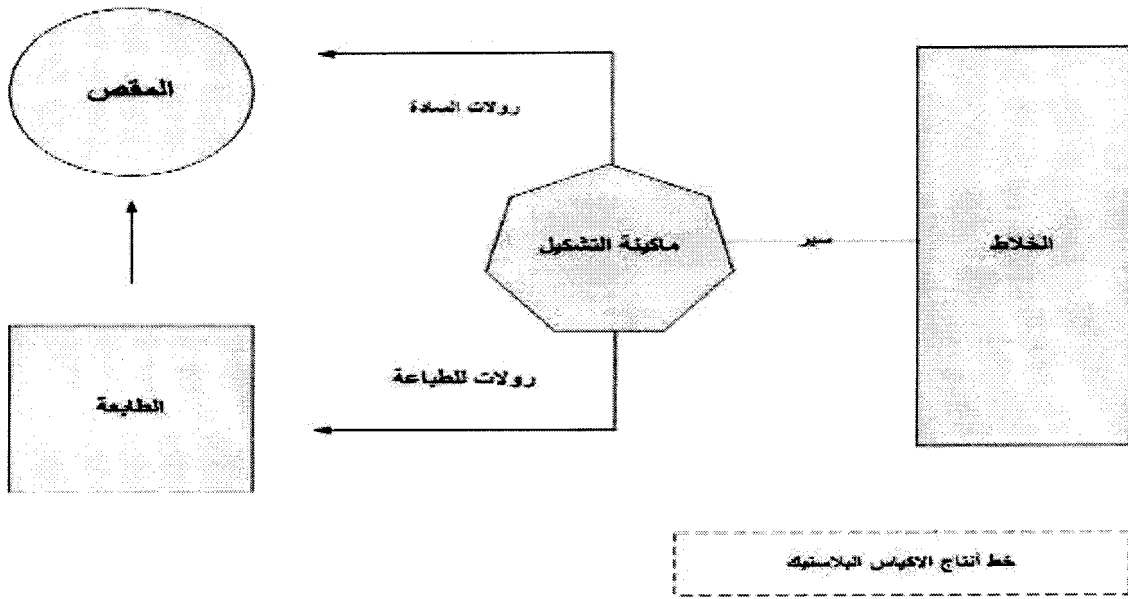 المقص
رولات السادة
الخلاط
سير
ماكينة التشكيل
رولات للطباعة
الطابعة
خط أنتاج الاكياس البلاستيك